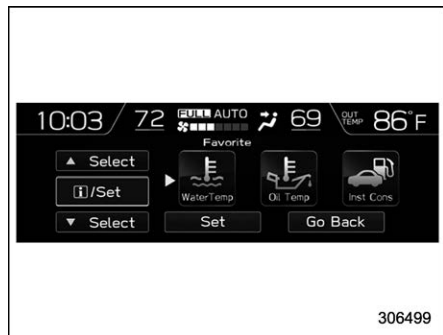 10:03 72 FULL AUTO 69 OUT TEMP 86°F
Favorite
▲ Select
i/Set
▼ Select
WaterTemp Oil Temp Inst Cons
Set Go Back
306499